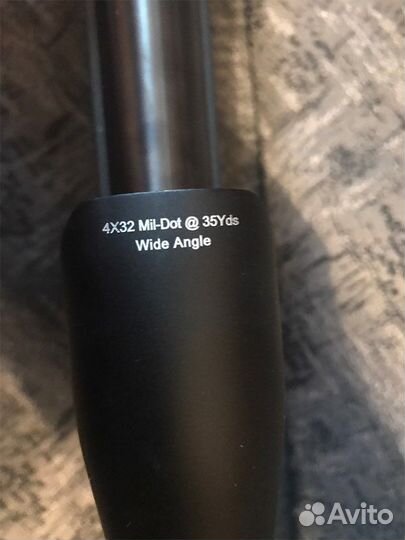 4X32 Mil-Dot @ 35Yds
Wide Angle
Avito